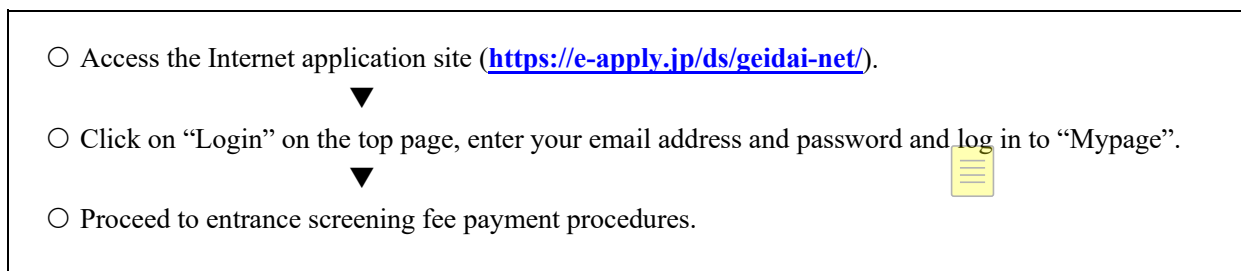 ○ Access the Internet application site (https://e-apply.jp/ds/geidai-net/).
▼
○ Click on “Login” on the top page, enter your email address and password and log in to “Mypage”.
▼
○ Proceed to entrance screening fee payment procedures.